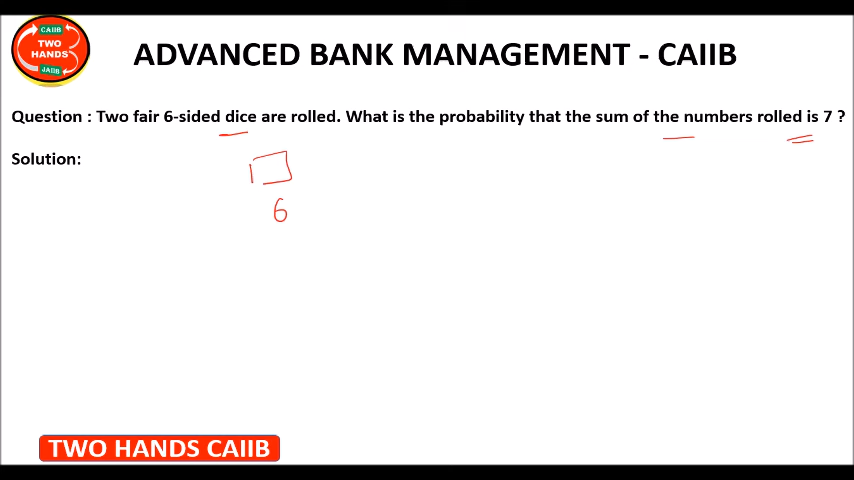 CAIIB
TWO
HANDS
JAIIB
ADVANCED BANK MANAGEMENT - CAIIB
Question : Two fair 6-sided dice are rolled. What is the probability that the sum of the numbers rolled is 7 ?
Solution:
6
TWO HANDS CAIIB